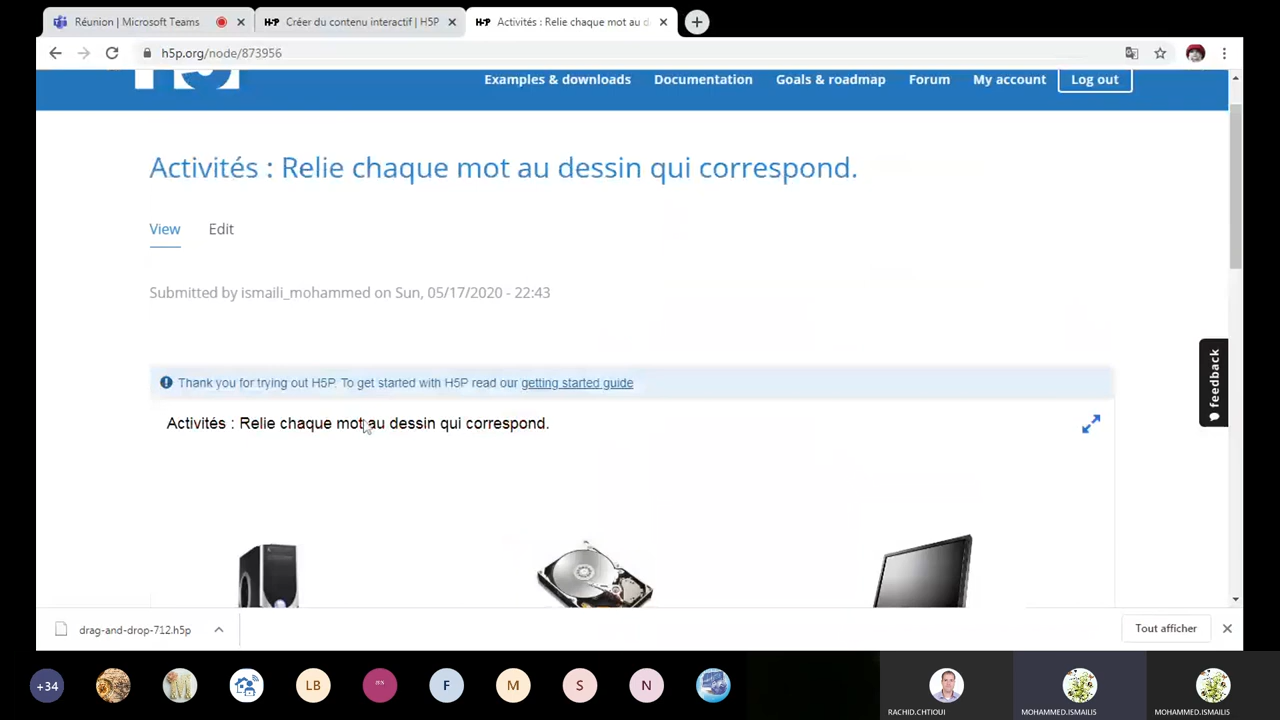 Réunion | Microsoft Teams
H5P Créer du contenu interactif | H5P
H5P Activités : Relie chaque mot au d
h5p.org/node/873956
Examples & downloads
Documentation
Goals & roadmap
Forum
My account
Log out
Activités : Relie chaque mot au dessin qui correspond.
View
Edit
Submitted by ismaili_mohammed on Sun, 05/17/2020 - 22:43
Thank you for trying out H5P. To get started with H5P read our getting started guide
feedback
Activités : Relie chaque mot au dessin qui correspond.
drag-and-drop-712.h5p
Tout afficher
+34
LB
F
M
S
N
RACHID.CHTIOUI
MOHAMMED.ISMAILIS
MOHAMMED.ISMAILIS